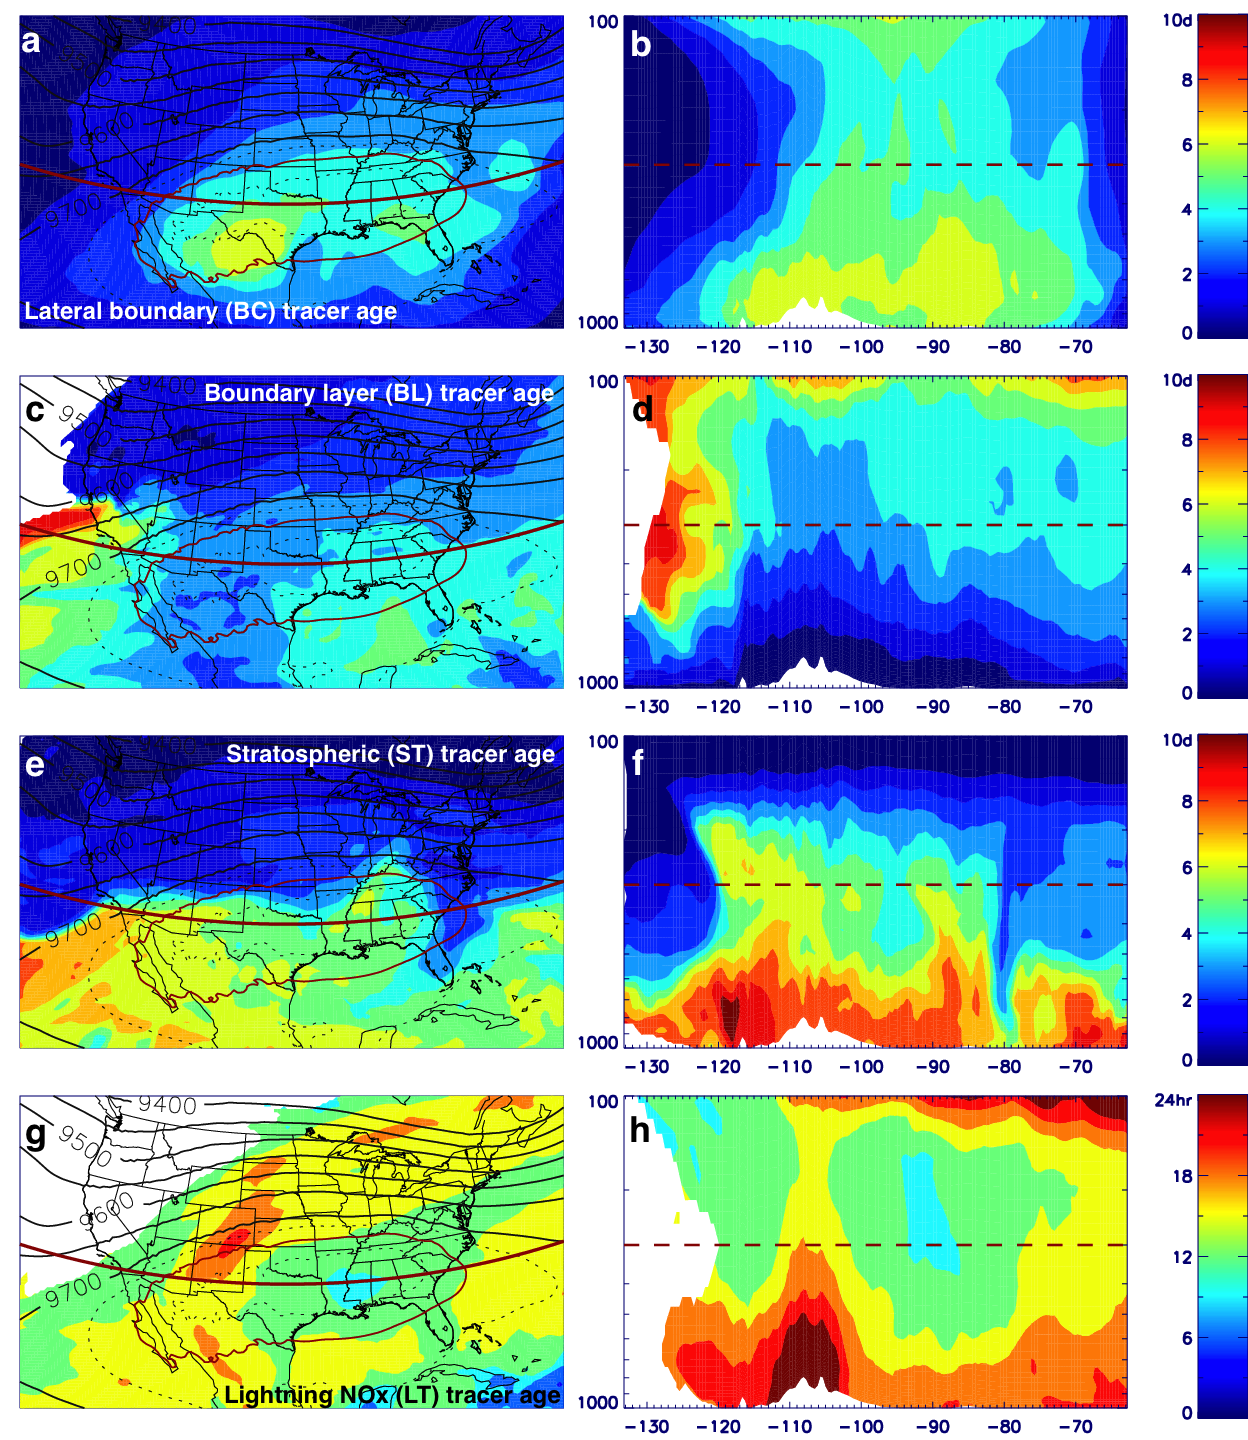 a
9600
9700
Lateral boundary (BC) tracer age
b
100
1000
−130 −120 −110 −100 −90 −80 −70
10d
8
6
4
2
0
c
9400
9700
Boundary layer (BL) tracer age
d
100
1000
−130 −120 −110 −100 −90 −80 −70
10d
8
6
4
2
0
e
9600
9700
Stratospheric (ST) tracer age
f
100
1000
−130 −120 −110 −100 −90 −80 −70
10d
8
6
4
2
0
g
9400
9500
9600
9700
Lightning NOx (LT) tracer age
h
100
1000
−130 −120 −110 −100 −90 −80 −70
24hr
18
12
6
0